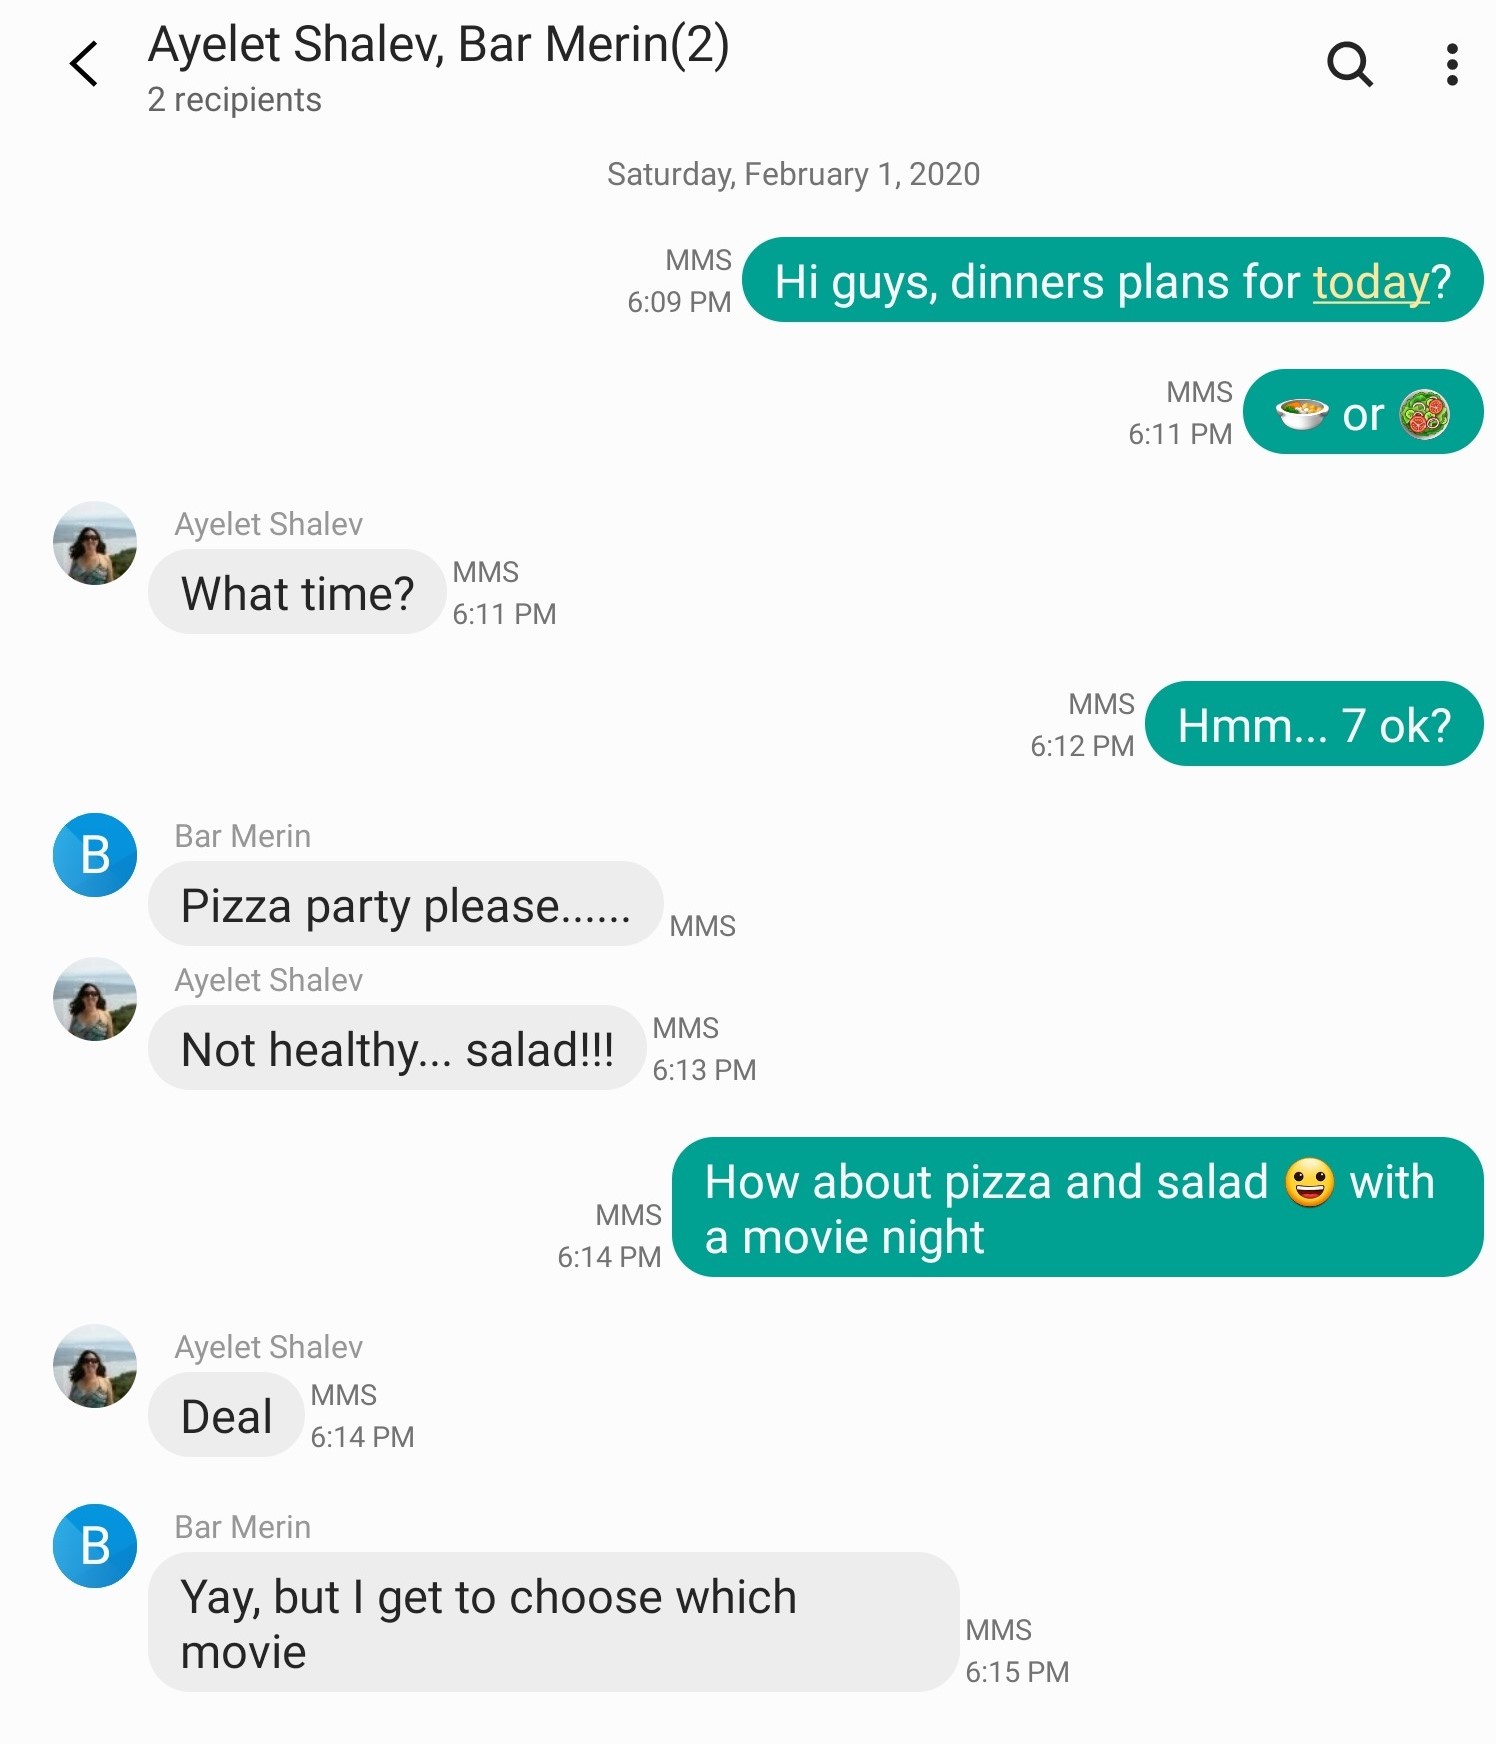 Ayelet Shalev, Bar Merin(2)
2 recipients
Saturday, February 1, 2020
MMS
6:09 PM
Hi guys, dinners plans for today?
MMS
6:11 PM
🍲 or 🥗
Ayelet Shalev
What time?
MMS
6:11 PM
MMS
6:12 PM
Hmm... 7 ok?
B
Bar Merin
Pizza party please......
MMS
Ayelet Shalev
Not healthy... salad!!!
MMS
6:13 PM
MMS
6:14 PM
How about pizza and salad 😀 with
a movie night
Ayelet Shalev
Deal
MMS
6:14 PM
B
Bar Merin
Yay, but I get to choose which
movie
MMS
6:15 PM